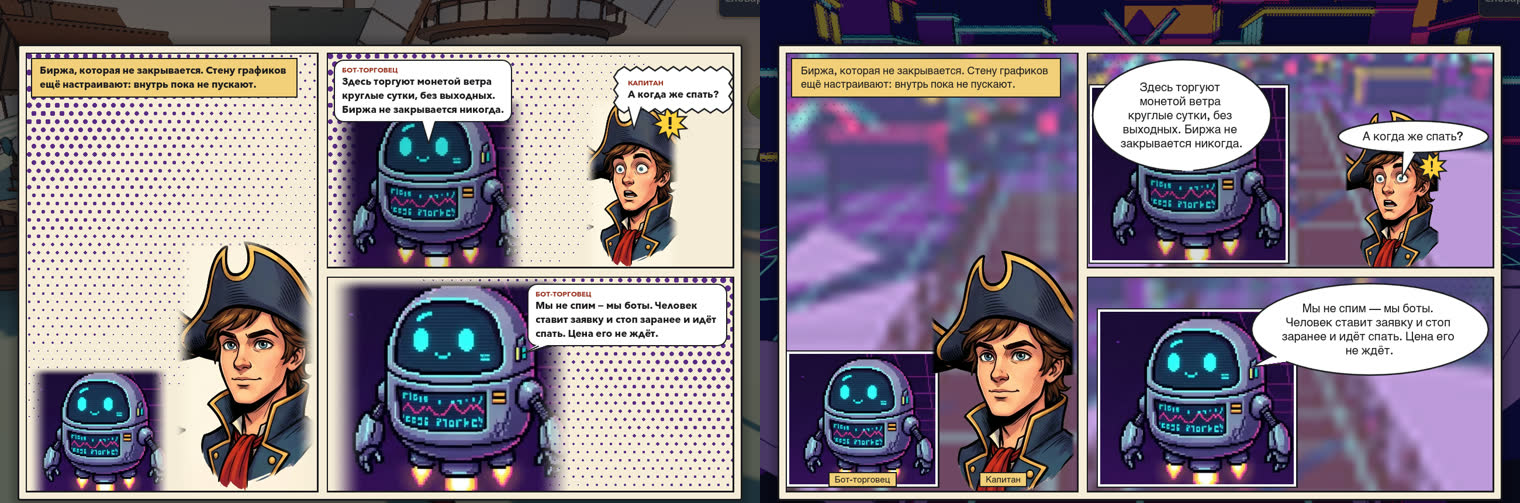 Биржа, которая не закрывается. Стену графиков
ещё настраивают: внутрь пока не пускают.
БОТ-ТОРГОВЕЦ
Здесь торгуют монетой ветра
круглые сутки, без выходных.
Биржа не закрывается никогда.
КАПИТАН
А когда же спать?
!
БОТ-ТОРГОВЕЦ
Мы не спим – мы боты. Человек
ставит заявку и стоп заранее и идёт
спать. Цена его не ждёт.
Биржа, которая не закрывается. Стену графиков
ещё настраивают: внутрь пока не пускают.
Бот-торговец
Капитан
Здесь торгуют
монетой ветра
круглые сутки, без
выходных. Биржа не
закрывается никогда.
А когда же спать?
!
Мы не спим — мы боты.
Человек ставит заявку и стоп
заранее и идёт спать. Цена его
не ждёт.